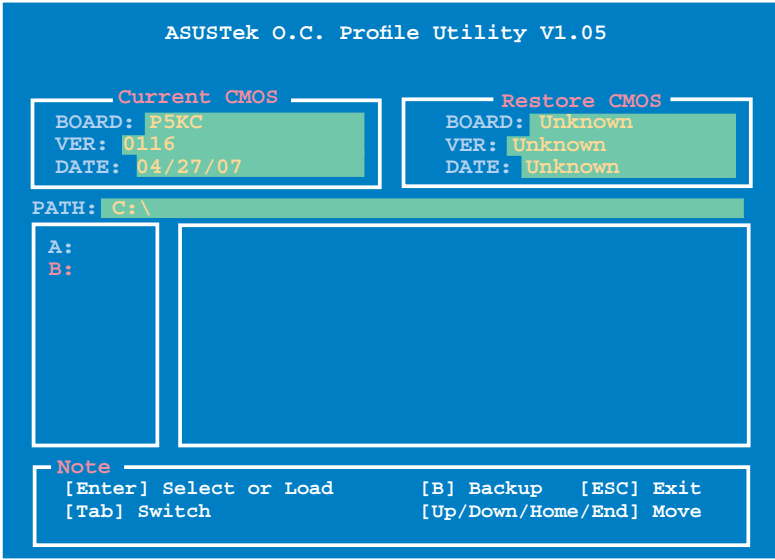 ASUSTek O.C. Profile Utility V1.05
Current CMOS
BOARD: P5KC
VER: 0116
DATE: 04/27/07
Restore CMOS
BOARD: Unknown
VER: Unknown
DATE: Unknown
PATH: C:\
A:
B:
Note
[Enter] Select or Load [B] Backup [ESC] Exit
[Tab] Switch [Up/Down/Home/End] Move